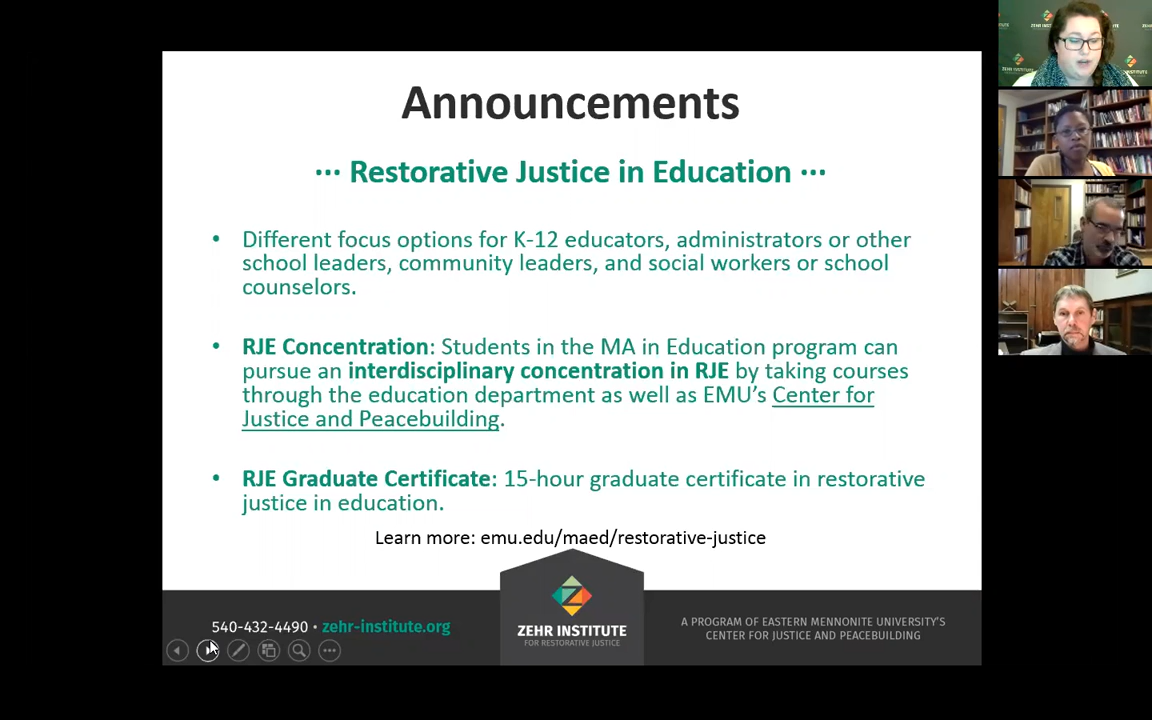 Announcements
··· Restorative Justice in Education ···
• Different focus options for K-12 educators, administrators or other
school leaders, community leaders, and social workers or school
counselors.
• RJE Concentration: Students in the MA in Education program can
pursue an interdisciplinary concentration in RJE by taking courses
through the education department as well as EMU's Center for
Justice and Peacebuilding.
• RJE Graduate Certificate: 15-hour graduate certificate in restorative
justice in education.
Learn more: emu.edu/maed/restorative-justice
540-432-4490 • zehr-institute.org
ZEHR INSTITUTE
FOR RESTORATIVE JUSTICE
A PROGRAM OF EASTERN MENNONITE UNIVERSITY'S
CENTER FOR JUSTICE AND PEACEBUILDING